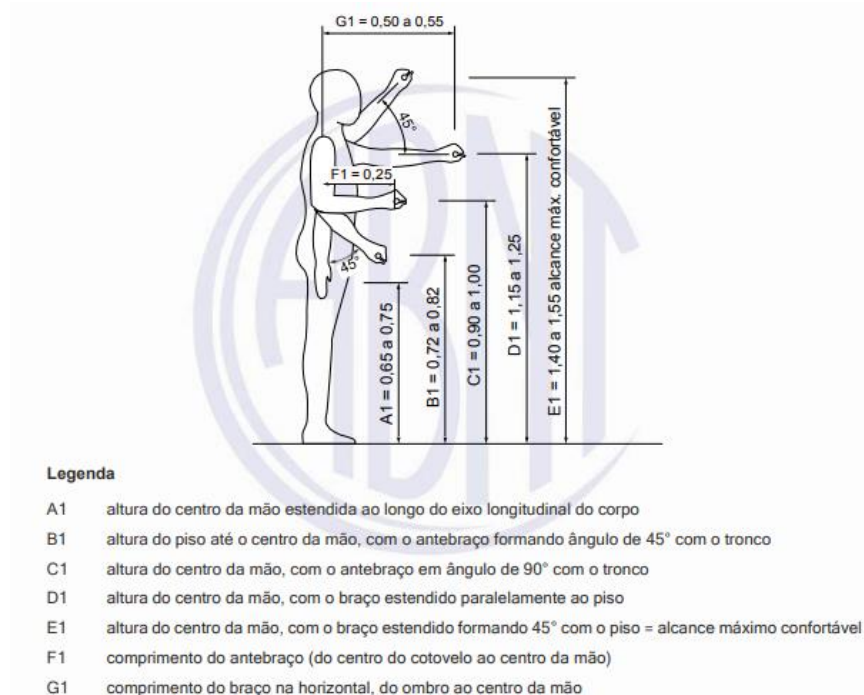 G1 = 0,50 a 0,55
45°
F1 = 0,25
45°
A1 = 0,65 a 0,75
B1 = 0,72 a 0,82
C1 = 0,90 a 1,00
D1 = 1,15 a 1,25
E1 = 1,40 a 1,55 alcance máx. confortável
ABNT
Legenda
A1 altura do centro da mão estendida ao longo do eixo longitudinal do corpo
B1 altura do piso até o centro da mão, com o antebraço formando ângulo de 45° com o tronco
C1 altura do centro da mão, com o antebraço em ângulo de 90° com o tronco
D1 altura do centro da mão, com o braço estendido paralelamente ao piso
E1 altura do centro da mão, com o braço estendido formando 45° com o piso = alcance máximo confortável
F1 comprimento do antebraço (do centro do cotovelo ao centro da mão)
G1 comprimento do braço na horizontal, do ombro ao centro da mão